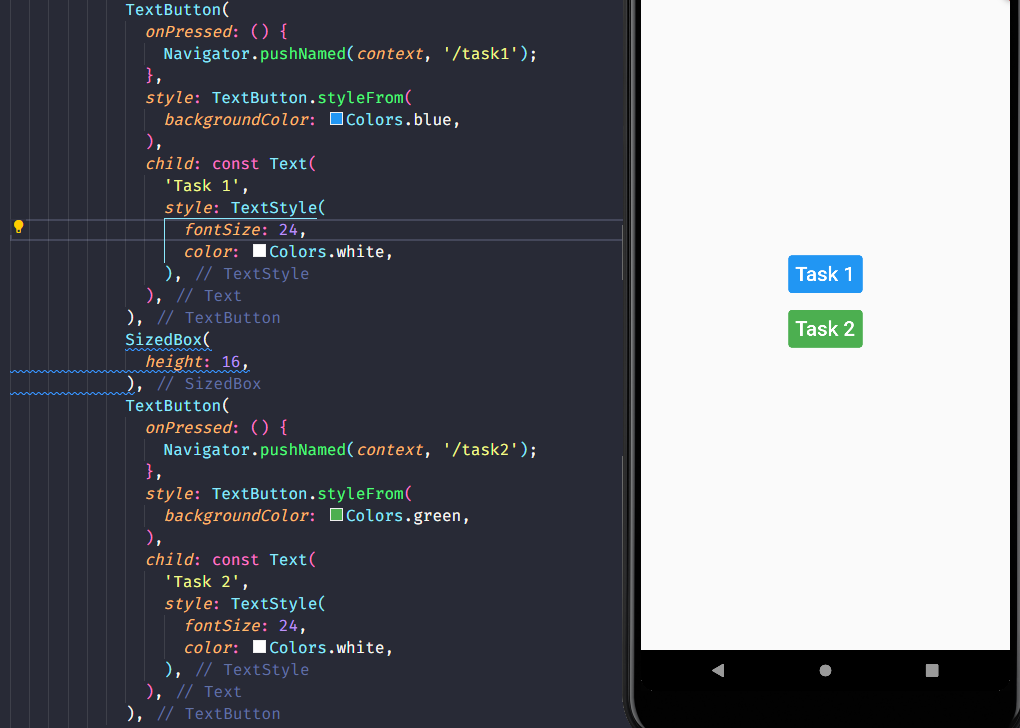 TextButton(
onPressed: () {
Navigator.pushNamed(context, '/task1');
},
style: TextButton.styleFrom(
backgroundColor: Colors.blue,
),
child: const Text(
'Task 1',
style: TextStyle(
fontSize: 24,
color: Colors.white,
), // TextStyle
), // Text
), // TextButton
SizedBox(
height: 16,
), // SizedBox
TextButton(
onPressed: () {
Navigator.pushNamed(context, '/task2');
},
style: TextButton.styleFrom(
backgroundColor: Colors.green,
),
child: const Text(
'Task 2',
style: TextStyle(
fontSize: 24,
color: Colors.white,
), // TextStyle
), // Text
), // TextButton
Task 1
Task 2